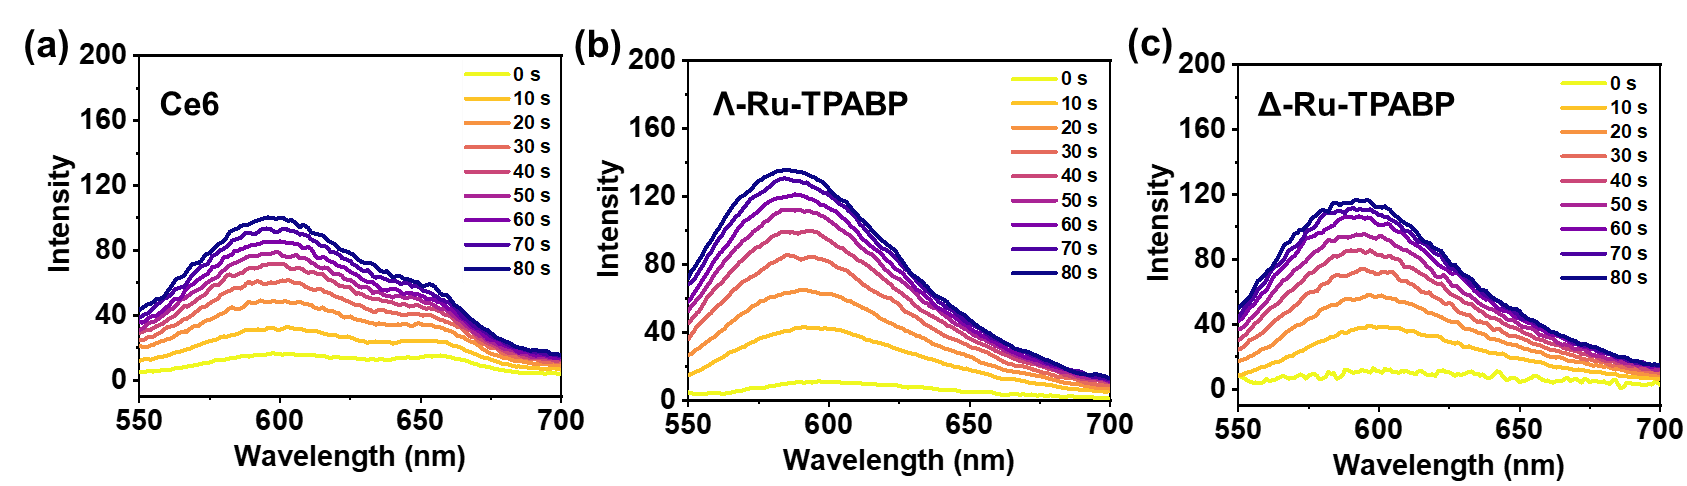 (a)
Ce6
Intensity
200
160
120
80
40
0
550
600
650
700
Wavelength (nm)
0 s
10 s
20 s
30 s
40 s
50 s
60 s
70 s
80 s
(b)
Λ-Ru-TPABP
Intensity
200
160
120
80
40
0
550
600
650
700
Wavelength (nm)
0 s
10 s
20 s
30 s
40 s
50 s
60 s
70 s
80 s
(c)
Δ-Ru-TPABP
Intensity
200
160
120
80
40
0
550
600
650
700
Wavelength (nm)
0 s
10 s
20 s
30 s
40 s
50 s
60 s
70 s
80 s